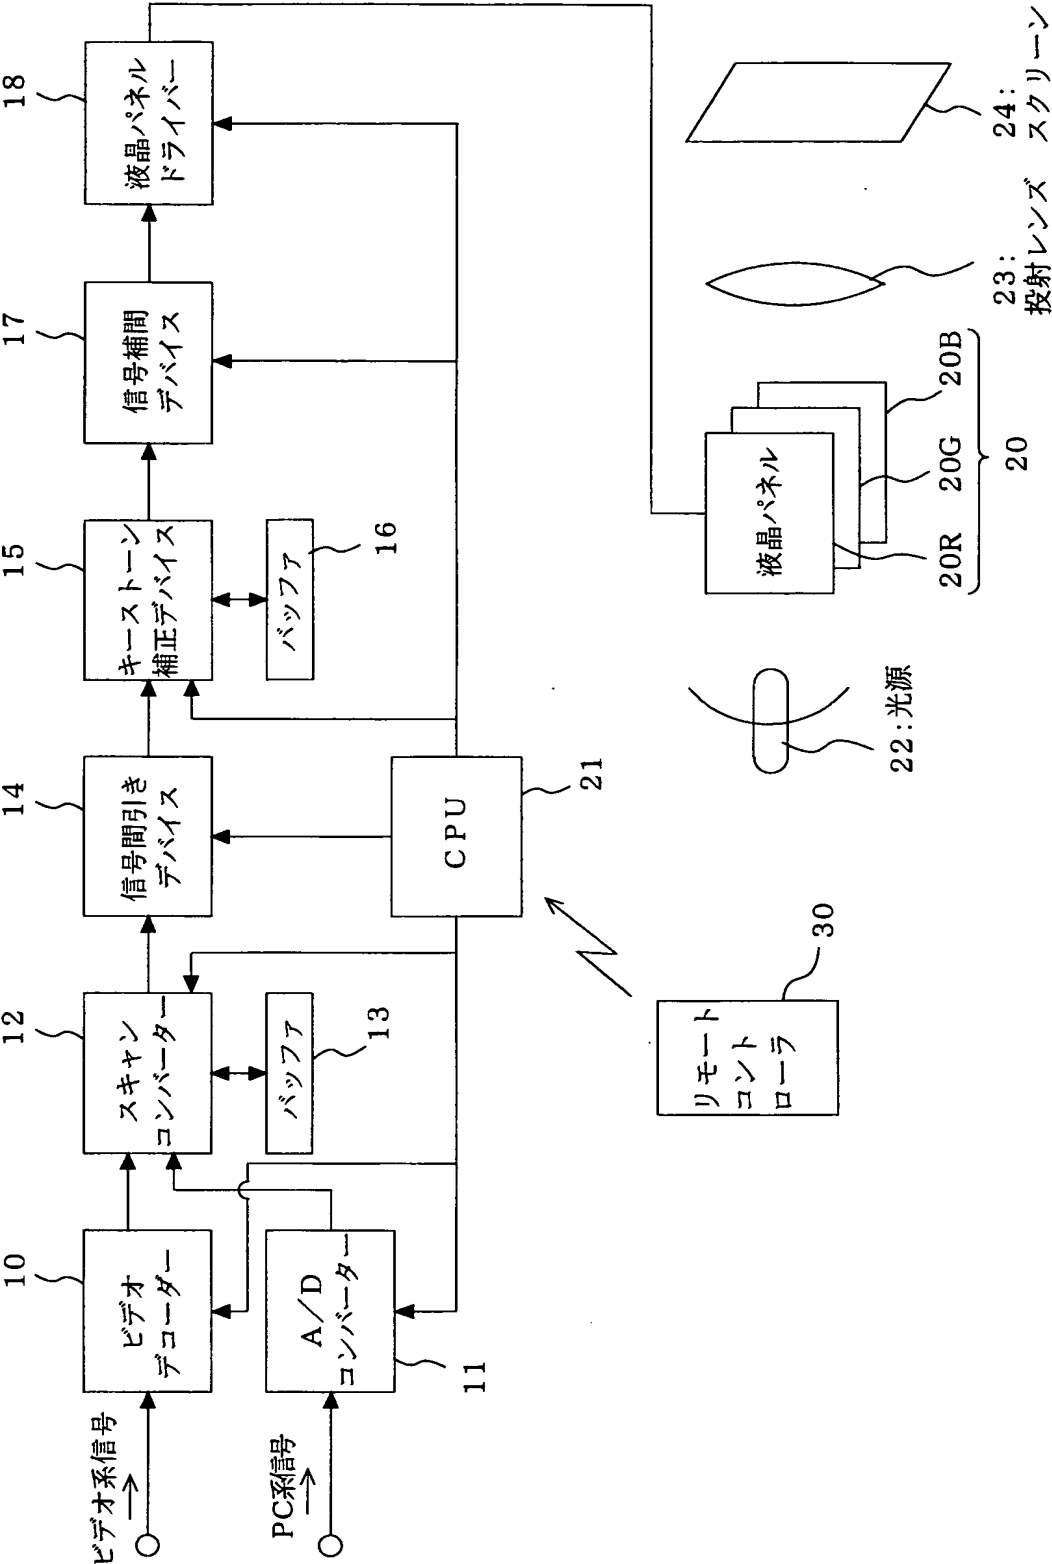 ビデオ系信号
10
ビデオ
デコーダー
12
スキャン
コンバーター
14
信号間引き
デバイス
15
キーストーン
補正デバイス
17
信号補間
デバイス
18
液晶パネル
ドライバー
PC系信号
A/D
コンバーター
11
バッファ
13
バッファ
16
CPU
21
リモート
コント
ローラ
30
22:光源
液晶パネル
20R
20G
20B
20
23:
投射レンズ
24:
スクリーン